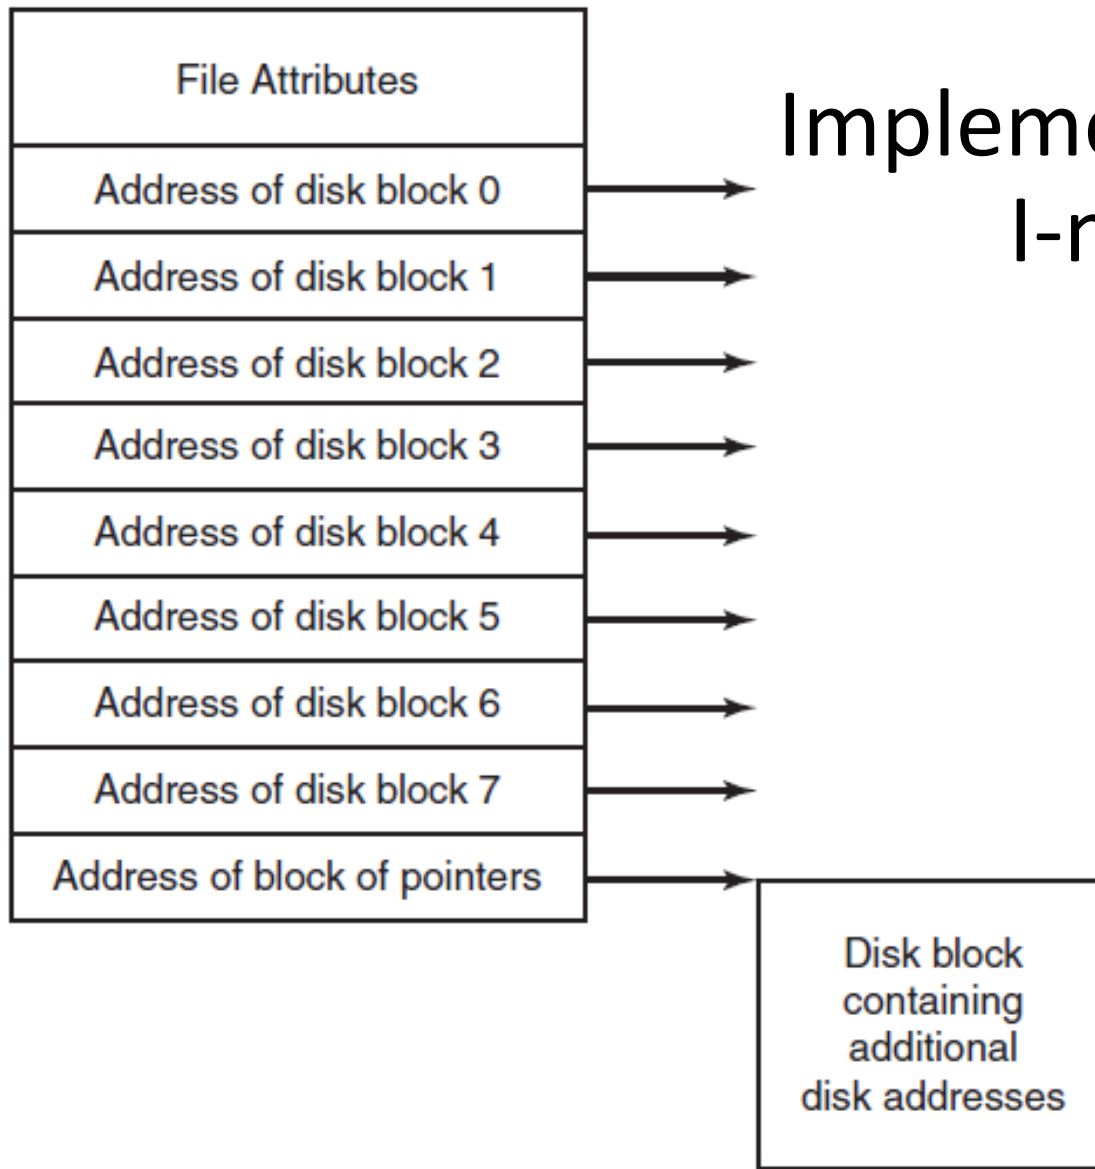 File Attributes
Address of disk block 0
Address of disk block 1
Address of disk block 2
Address of disk block 3
Address of disk block 4
Address of disk block 5
Address of disk block 6
Address of disk block 7
Address of block of pointers
Disk block
containing
additional
disk addresses